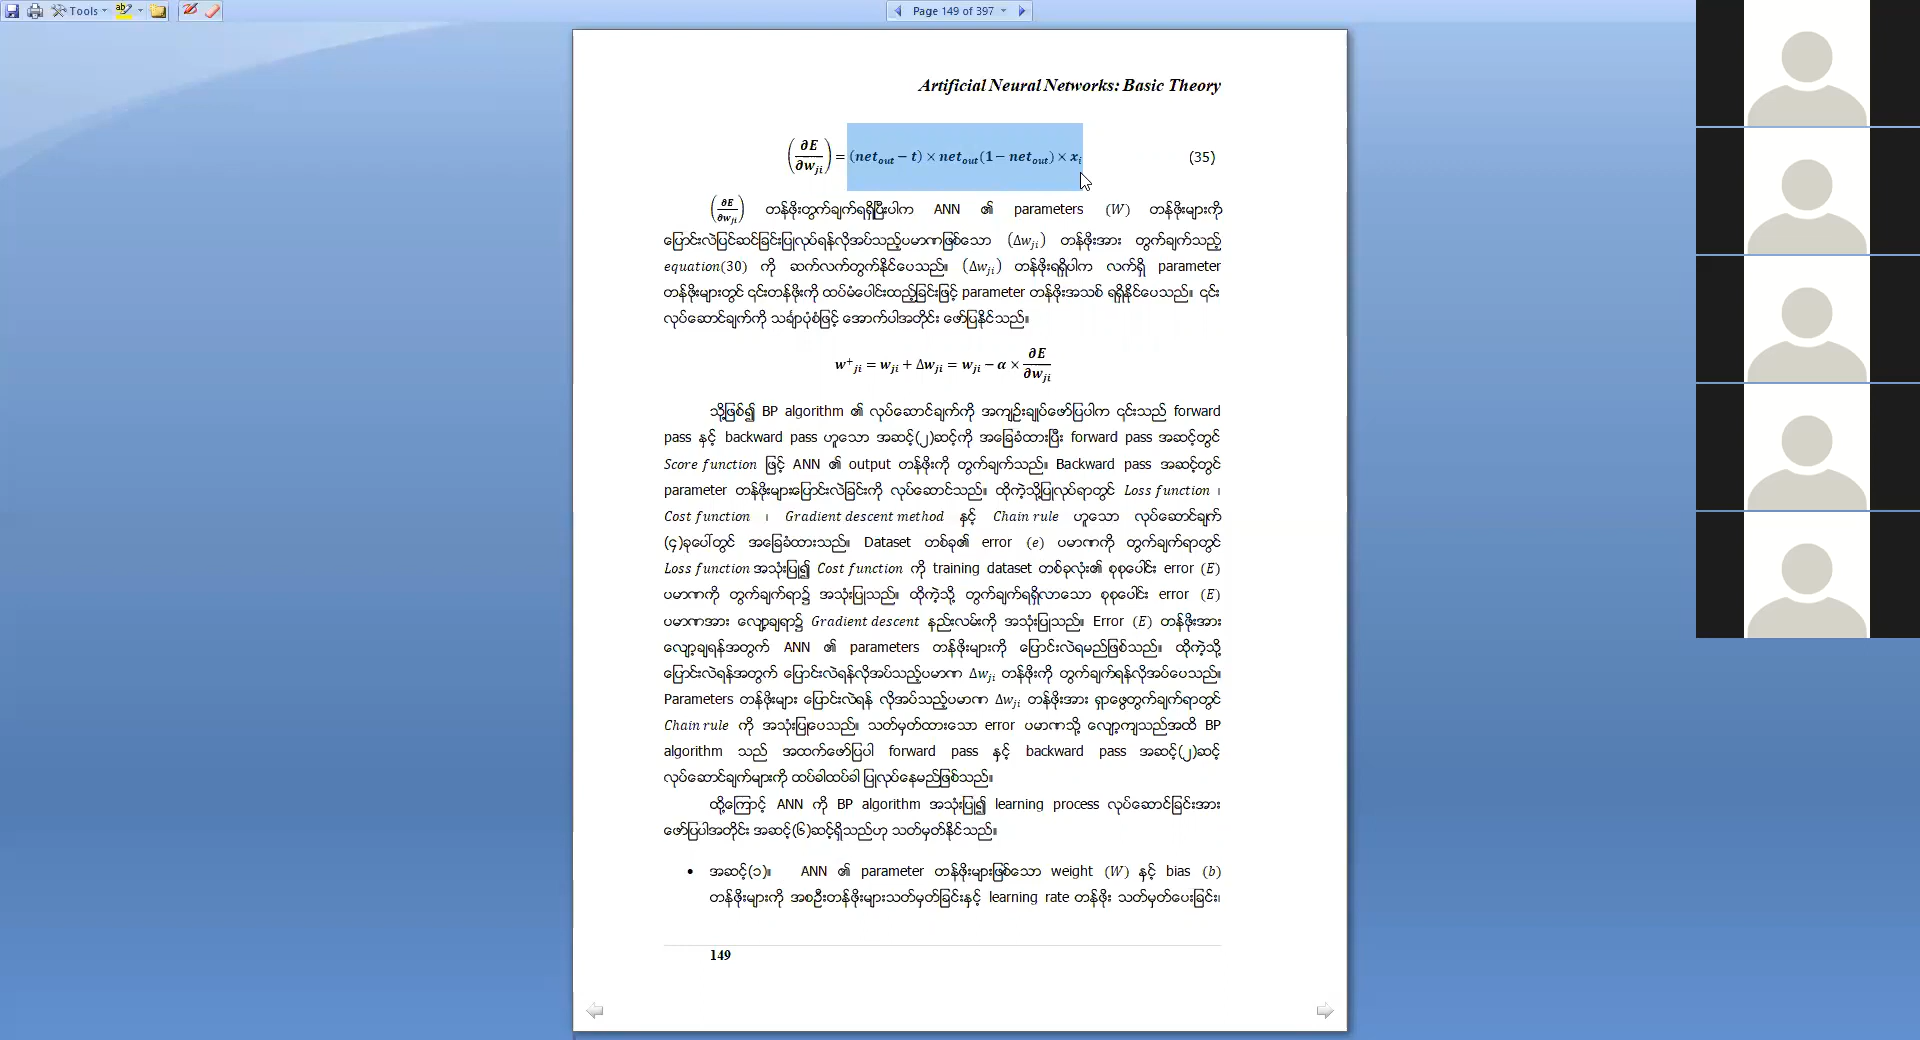 Tools
Page 149 of 397
Artificial Neural Networks: Basic Theory
(∂E/∂w_ji) = (net_out − t) × net_out(1 − net_out) × x_i (35)
(∂E/∂w_ji) တန်ဖိုးတွက်ချက်ရရှိပြီးပါက ANN ၏ parameters (W) တန်ဖိုးများကို
ပြောင်းလဲပြင်ဆင်ခြင်းပြုလုပ်ရန်လိုအပ်သည့်ပမာဏဖြစ်သော (Δw_ji) တန်ဖိုးအား တွက်ချက်သည့်
equation(30) ကို ဆက်လက်တွက်နိုင်ပေသည်။ (Δw_ji) တန်ဖိုးရရှိပါက လက်ရှိ parameter
တန်ဖိုးများတွင် ၎င်းတန်ဖိုးကို ထပ်မံပေါင်းထည့်ခြင်းဖြင့် parameter တန်ဖိုးအသစ် ရရှိနိုင်ပေသည်။ ၎င်း
လုပ်ဆောင်ချက်ကို သင်္ချာပုံစံဖြင့် အောက်ပါအတိုင်း ဖော်ပြနိုင်သည်။
w⁺_ji = w_ji + Δw_ji = w_ji − α × ∂E/∂w_ji
သို့ဖြစ်၍ BP algorithm ၏ လုပ်ဆောင်ချက်ကို အကျဉ်းချုပ်ဖော်ပြပါက ၎င်းသည် forward
pass နှင့် backward pass ဟူသော အဆင့်(၂)ဆင့်ကို အခြေခံထားပြီး forward pass အဆင့်တွင်
Score function ဖြင့် ANN ၏ output တန်ဖိုးကို တွက်ချက်သည်။ Backward pass အဆင့်တွင်
parameter တန်ဖိုးများပြောင်းလဲခြင်းကို လုပ်ဆောင်သည်။ ထိုကဲ့သို့ပြုလုပ်ရာတွင် Loss function ၊
Cost function ၊ Gradient descent method နှင့် Chain rule ဟူသော လုပ်ဆောင်ချက်
(၄)ခုပေါ်တွင် အခြေခံထားသည်။ Dataset တစ်ခု၏ error (e) ပမာဏကို တွက်ချက်ရာတွင်
Loss function အသုံးပြု၍ Cost function ကို training dataset တစ်ခုလုံး၏ စုစုပေါင်း error (E)
ပမာဏကို တွက်ချက်ရာ၌ အသုံးပြုသည်။ ထိုကဲ့သို့ တွက်ချက်ရရှိလာသော စုစုပေါင်း error (E)
ပမာဏအား လျော့ချရာ၌ Gradient descent နည်းလမ်းကို အသုံးပြုသည်။ Error (E) တန်ဖိုးအား
လျော့ချရန်အတွက် ANN ၏ parameters တန်ဖိုးများကို ပြောင်းလဲရမည်ဖြစ်သည်။ ထိုကဲ့သို့
ပြောင်းလဲရန်အတွက် ပြောင်းလဲရန်လိုအပ်သည့်ပမာဏ Δw_ji တန်ဖိုးကို တွက်ချက်ရန်လိုအပ်ပေသည်။
Parameters တန်ဖိုးများ ပြောင်းလဲရန် လိုအပ်သည့်ပမာဏ Δw_ji တန်ဖိုးအား ရှာဖွေတွက်ချက်ရာတွင်
Chain rule ကို အသုံးပြုပေသည်။ သတ်မှတ်ထားသော error ပမာဏသို့ လျော့ကျသည်အထိ BP
algorithm သည် အထက်ဖော်ပြပါ forward pass နှင့် backward pass အဆင့်(၂)ဆင့်
လုပ်ဆောင်ချက်များကို ထပ်ခါထပ်ခါ ပြုလုပ်နေမည်ဖြစ်သည်။
ထို့ကြောင့် ANN ကို BP algorithm အသုံးပြု၍ learning process လုပ်ဆောင်ခြင်းအား
ဖော်ပြပါအတိုင်း အဆင့်(၆)ဆင့်ရှိသည်ဟု သတ်မှတ်နိုင်သည်။
• အဆင့်(၁)။ ANN ၏ parameter တန်ဖိုးများဖြစ်သော weight (W) နှင့် bias (b)
တန်ဖိုးများကို အစဦးတန်ဖိုးများသတ်မှတ်ခြင်းနှင့် learning rate တန်ဖိုး သတ်မှတ်ပေးခြင်း၊
149